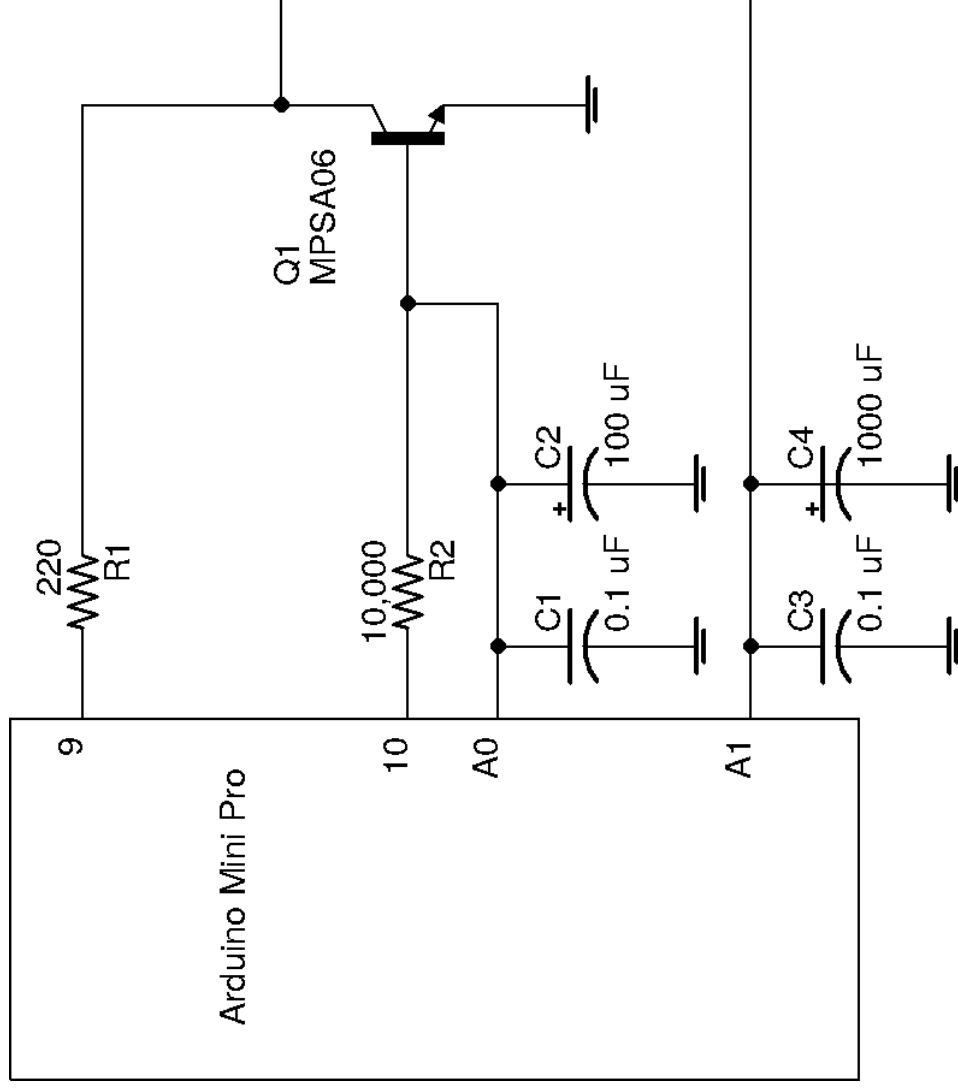 Arduino Mini Pro
9
10
A0
A1
220
R1
10,000
R2
Q1
MPSA06
C1
0.1 uF
C2
100 uF
+
C3
0.1 uF
C4
1000 uF
+